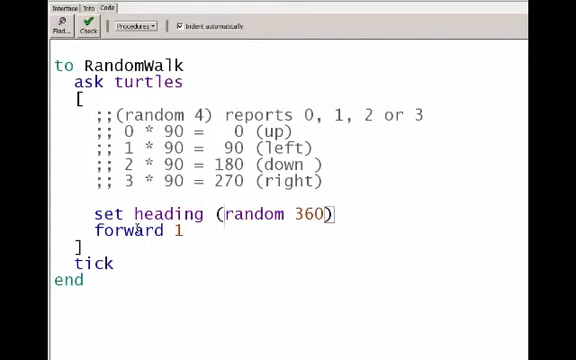 Interface Info Code
Find... Check Procedures Indent automatically
to RandomWalk
ask turtles
[
;;(random 4) reports 0, 1, 2 or 3
;; 0 * 90 = 0 (up)
;; 1 * 90 = 90 (left)
;; 2 * 90 = 180 (down )
;; 3 * 90 = 270 (right)
set heading (random 360)
forward 1
]
tick
end